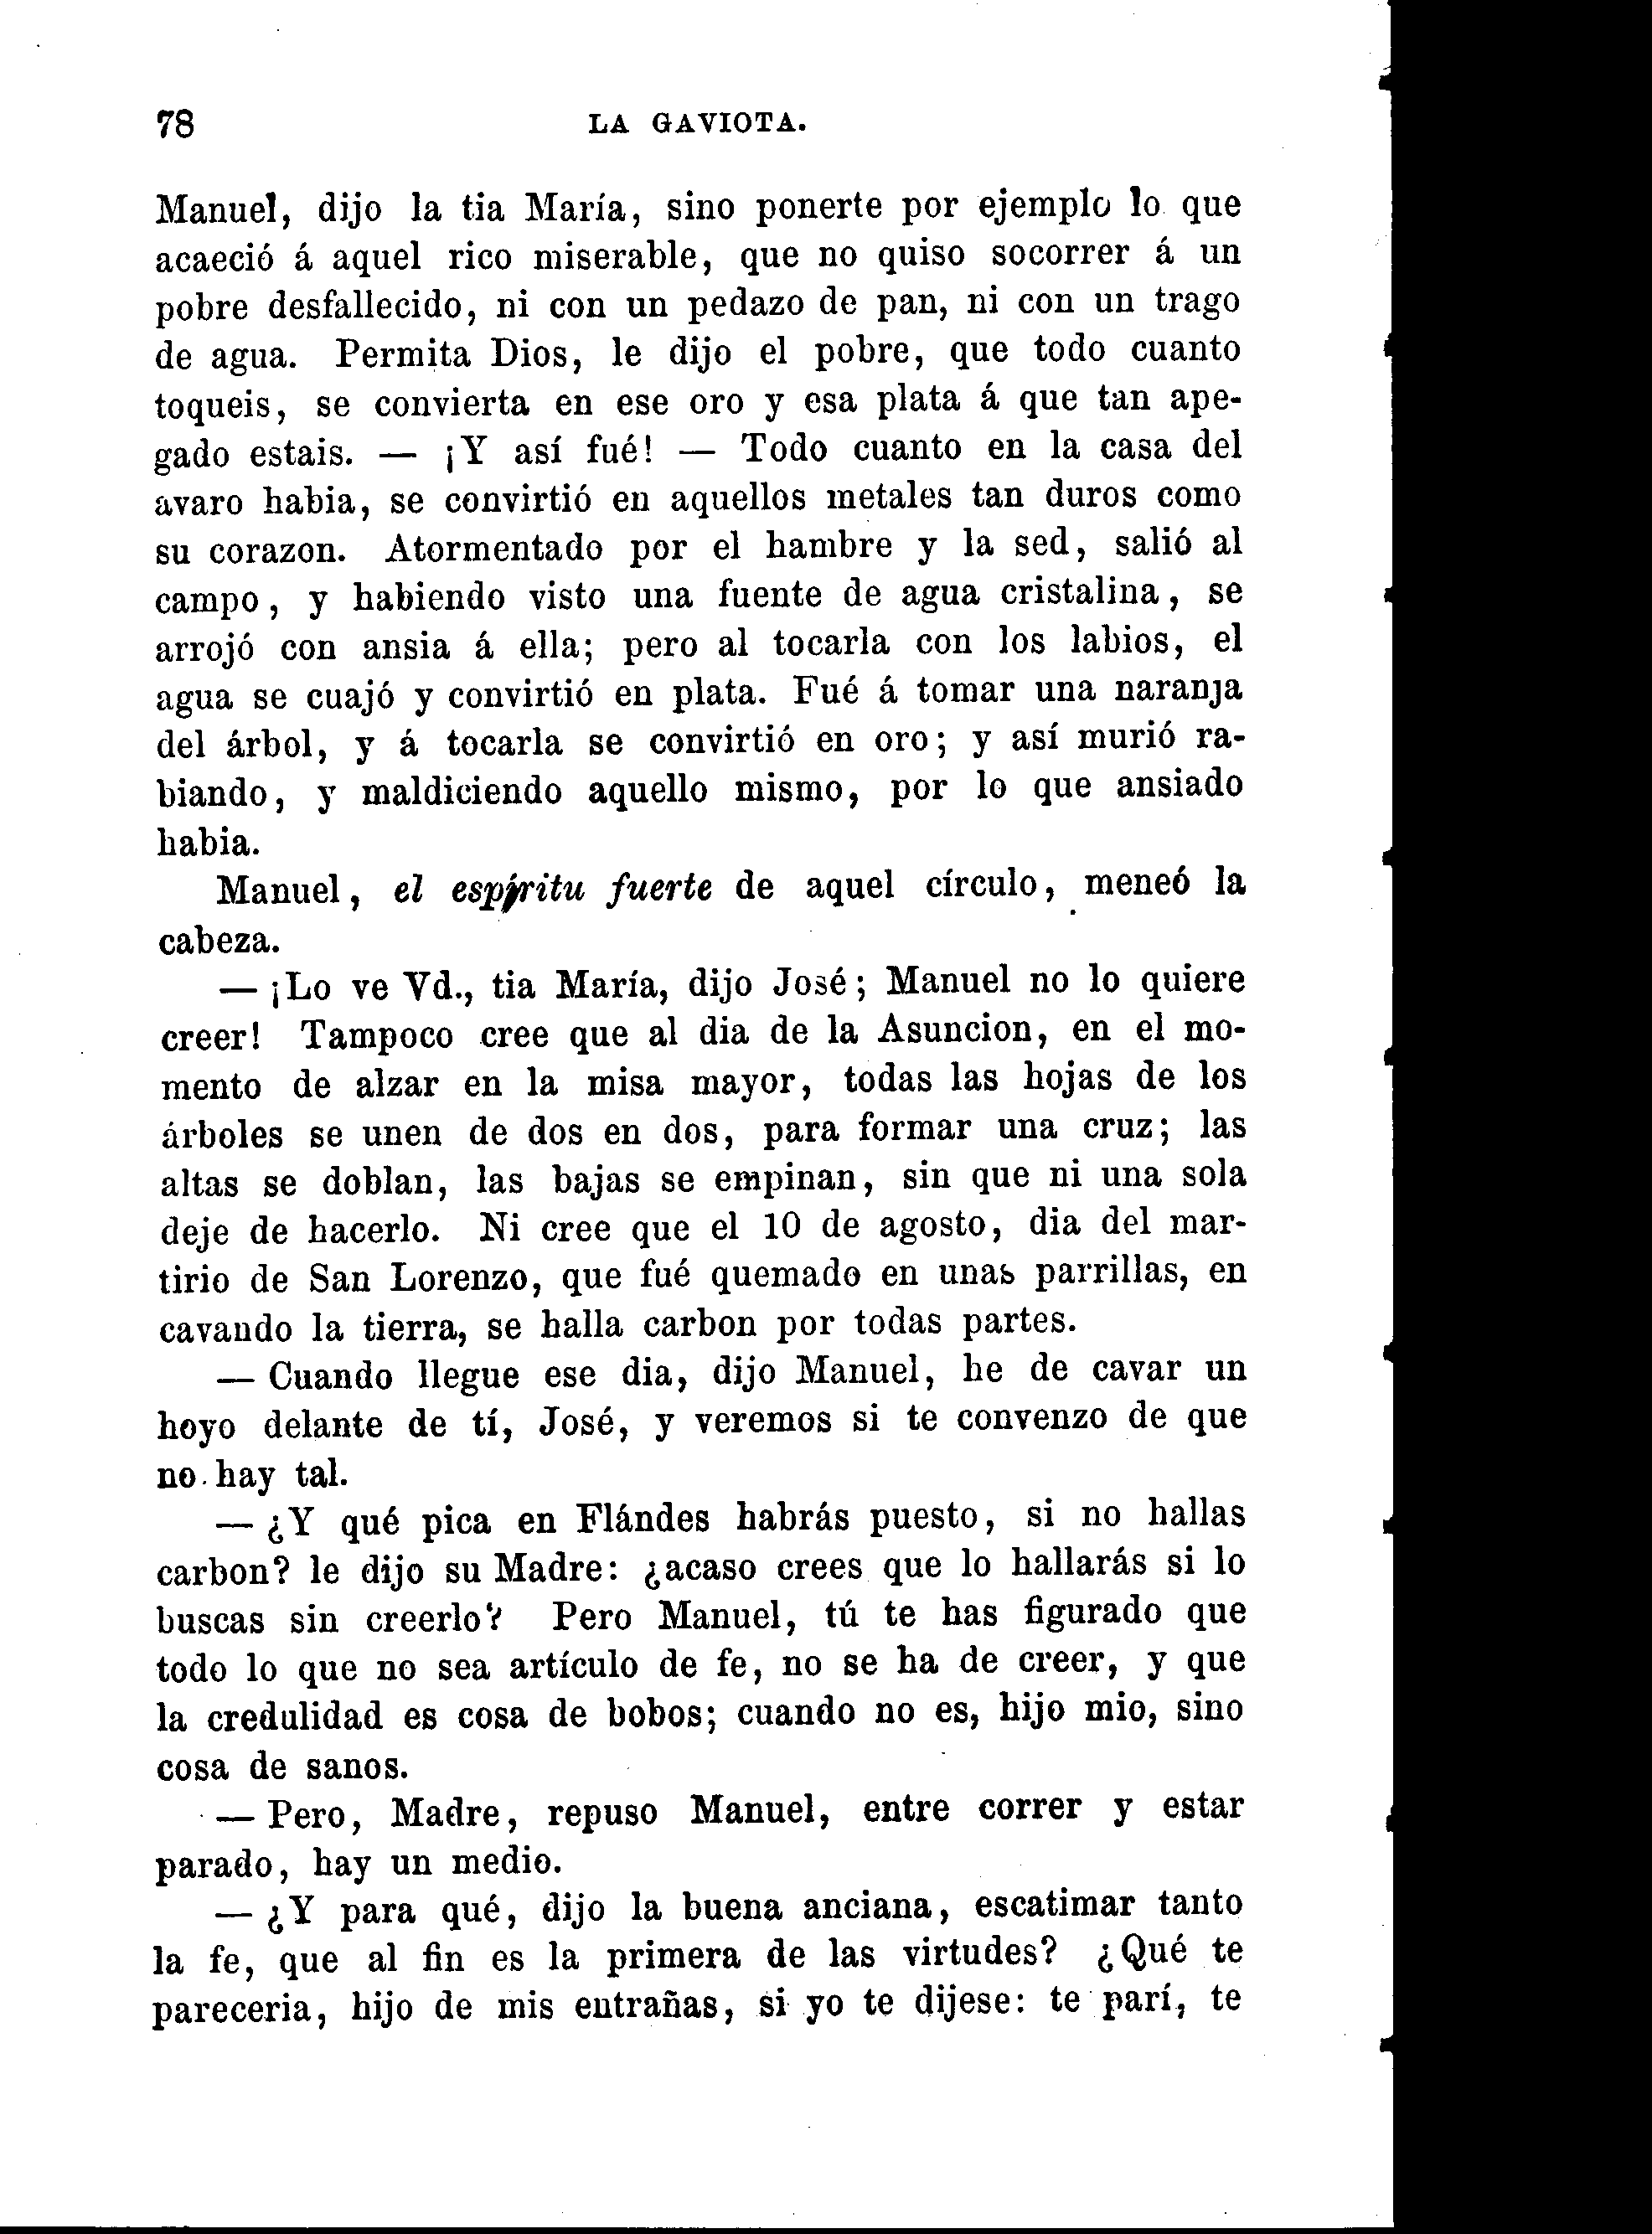 78 LA GAVIOTA.
Manuel, dijo la tia María, sino ponerte por ejemplo lo que
acaeció á aquel rico miserable, que no quiso socorrer á un
pobre desfallecido, ni con un pedazo de pan, ni con un trago
de agua. Permita Dios, le dijo el pobre, que todo cuanto
toqueis, se convierta en ese oro y esa plata á que tan ape-
gado estais. — ¡Y así fué! — Todo cuanto en la casa del
avaro habia, se convirtió en aquellos metales tan duros como
su corazon. Atormentado por el hambre y la sed, salió al
campo, y habiendo visto una fuente de agua cristalina, se
arrojó con ansia á ella; pero al tocarla con los labios, el
agua se cuajó y convirtió en plata. Fué á tomar una naranja
del árbol, y á tocarla se convirtió en oro; y así murió ra-
biando, y maldiciendo aquello mismo, por lo que ansiado
habia.
Manuel, el espíritu fuerte de aquel círculo, meneó la
cabeza.
— ¡Lo ve Vd., tia María, dijo José; Manuel no lo quiere
creer! Tampoco cree que al dia de la Asuncion, en el mo-
mento de alzar en la misa mayor, todas las hojas de los
árboles se unen de dos en dos, para formar una cruz; las
altas se doblan, las bajas se empinan, sin que ni una sola
deje de hacerlo. Ni cree que el 10 de agosto, dia del mar-
tirio de San Lorenzo, que fué quemado en unas parrillas, en
cavando la tierra, se halla carbon por todas partes.
— Cuando llegue ese dia, dijo Manuel, he de cavar un
hoyo delante de tí, José, y veremos si te convenzo de que
no hay tal.
— ¿Y qué pica en Flándes habrás puesto, si no hallas
carbon? le dijo su Madre: ¿acaso crees que lo hallarás si lo
buscas sin creerlo? Pero Manuel, tú te has figurado que
todo lo que no sea artículo de fe, no se ha de creer, y que
la credulidad es cosa de bobos; cuando no es, hijo mio, sino
cosa de sanos.
— Pero, Madre, repuso Manuel, entre correr y estar
parado, hay un medio.
— ¿Y para qué, dijo la buena anciana, escatimar tanto
la fe, que al fin es la primera de las virtudes? ¿Qué te
pareceria, hijo de mis entrañas, si yo te dijese: te parí, te